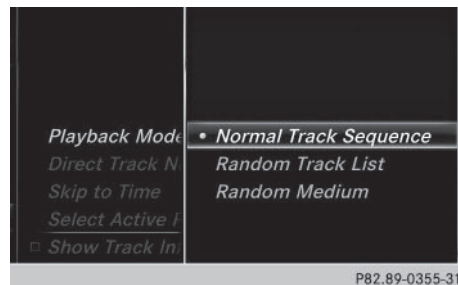 Playback Mode
• Normal Track Sequence
Direct Track N
Random Track List
Skip to Time
Random Medium
Select Active
Show Track In
P82.89-0355-31